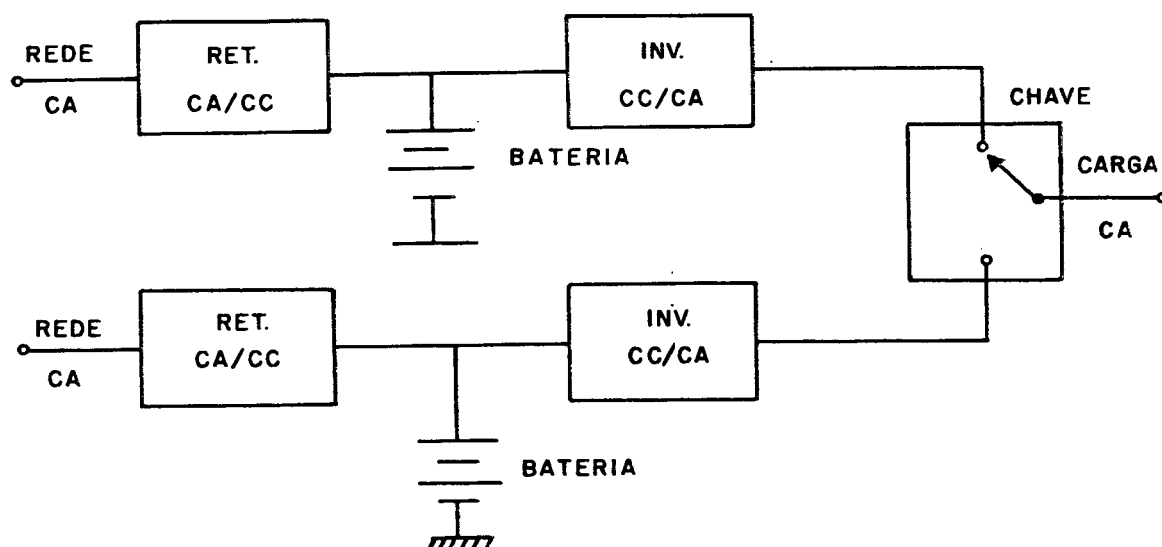 REDE
CA
RET.
CA/CC
BATERIA
INV.
CC/CA
CHAVE
CARGA
CA
REDE
CA
RET.
CA/CC
BATERIA
INV.
CC/CA